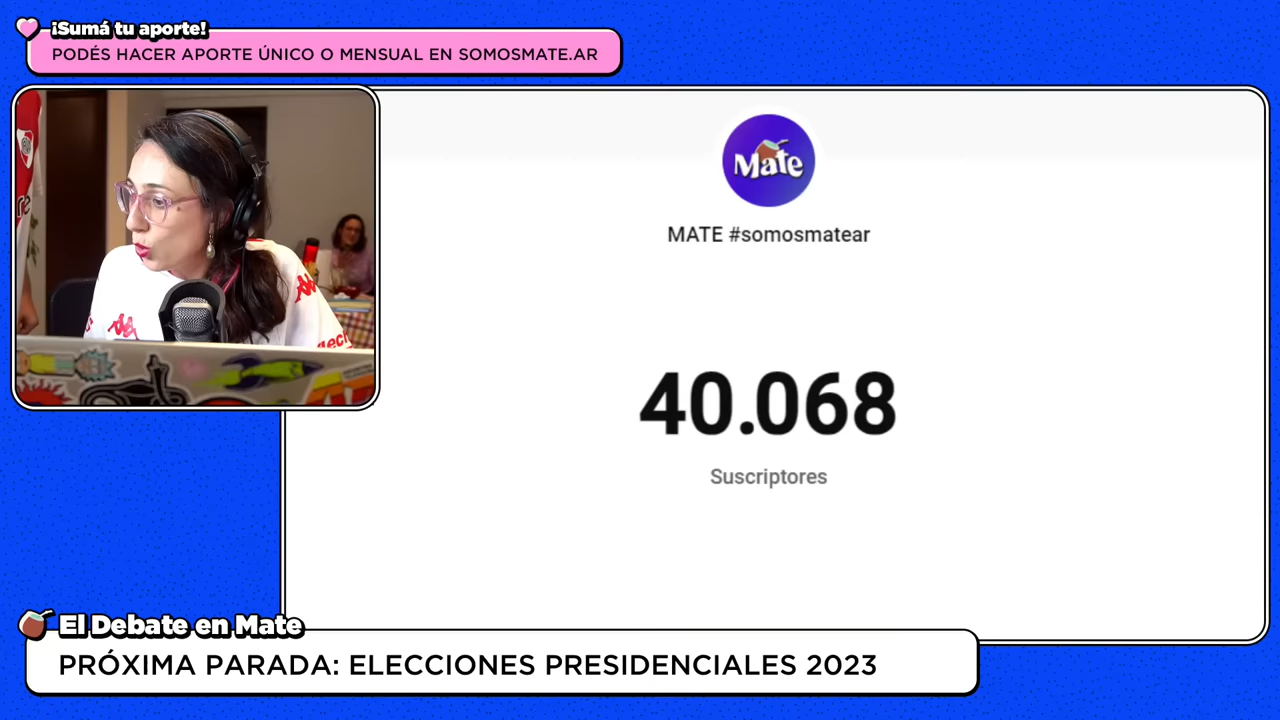 ¡Sumá tu aporte!
PODÉS HACER APORTE ÚNICO O MENSUAL EN SOMOSMATE.AR
Mate
MATE #somosmatear
40.068
Suscriptores
El Debate en Mate
PRÓXIMA PARADA: ELECCIONES PRESIDENCIALES 2023